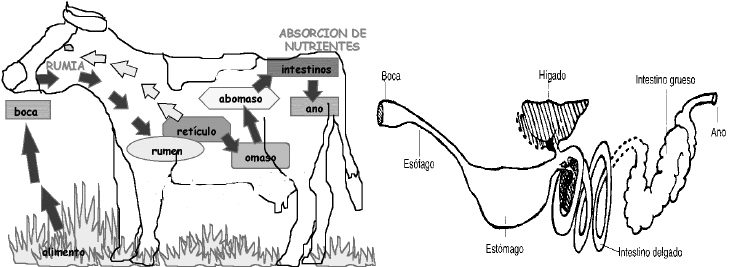 ABSORCION DE
NUTRIENTES
RUMIA
intestinos
abomaso
boca
ano
retículo
rumen
omaso
alimento
Boca
Hígado
Intestino grueso
Ano
Esófago
Estómago
Intestino delgado